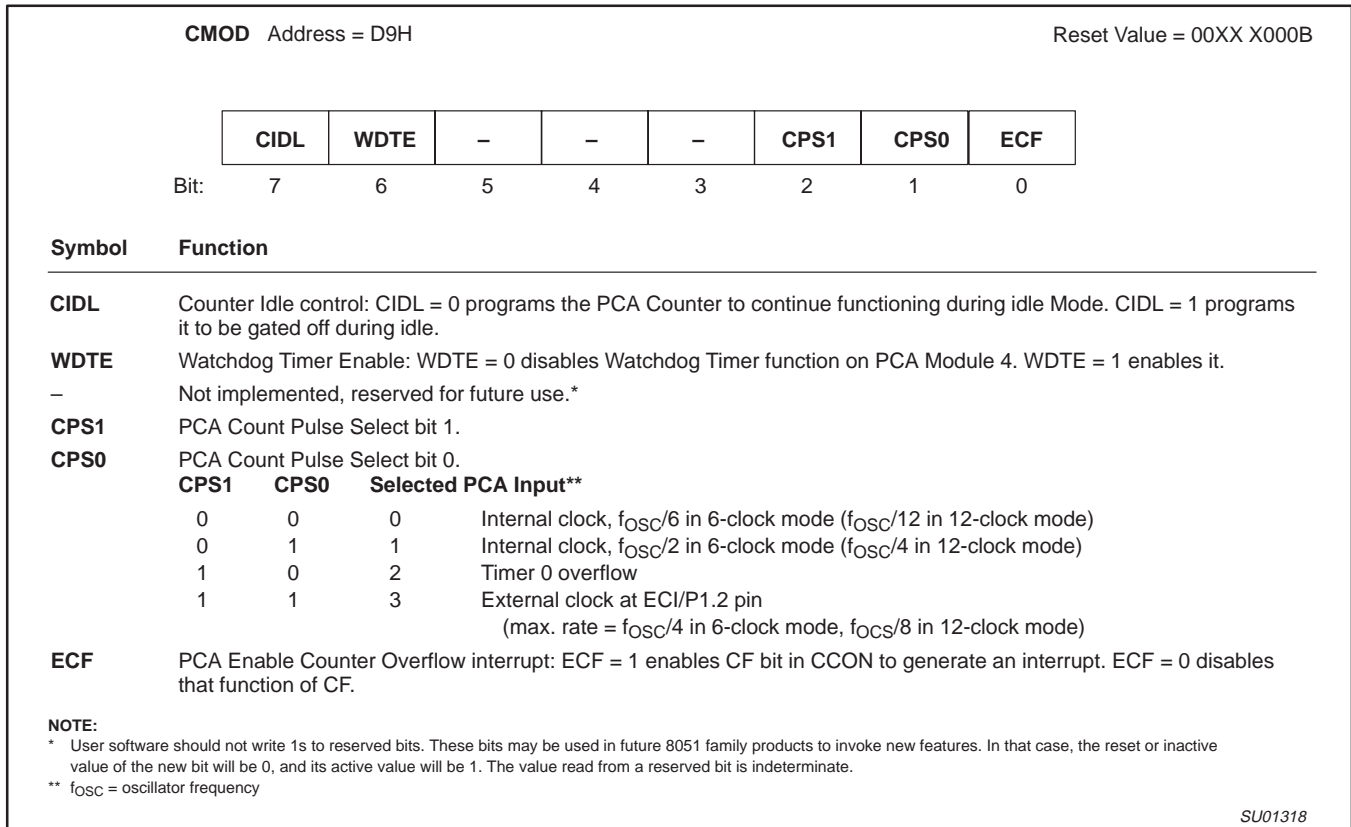 CMOD Address = D9H Reset Value = 00XX X000B
CIDL WDTE – – – CPS1 CPS0 ECF
Bit: 7 6 5 4 3 2 1 0
Symbol Function
CIDL Counter Idle control: CIDL = 0 programs the PCA Counter to continue functioning during idle Mode. CIDL = 1 programs
it to be gated off during idle.
WDTE Watchdog Timer Enable: WDTE = 0 disables Watchdog Timer function on PCA Module 4. WDTE = 1 enables it.
– Not implemented, reserved for future use.*
CPS1 PCA Count Pulse Select bit 1.
CPS0 PCA Count Pulse Select bit 0.
CPS1 CPS0 Selected PCA Input**
0 0 0 Internal clock, fOSC/6 in 6-clock mode (fOSC/12 in 12-clock mode)
0 1 1 Internal clock, fOSC/2 in 6-clock mode (fOSC/4 in 12-clock mode)
1 0 2 Timer 0 overflow
1 1 3 External clock at ECI/P1.2 pin
(max. rate = fOSC/4 in 6-clock mode, fOCS/8 in 12-clock mode)
ECF PCA Enable Counter Overflow interrupt: ECF = 1 enables CF bit in CCON to generate an interrupt. ECF = 0 disables
that function of CF.
NOTE:
* User software should not write 1s to reserved bits. These bits may be used in future 8051 family products to invoke new features. In that case, the reset or inactive
value of the new bit will be 0, and its active value will be 1. The value read from a reserved bit is indeterminate.
** fOSC = oscillator frequency
SU01318